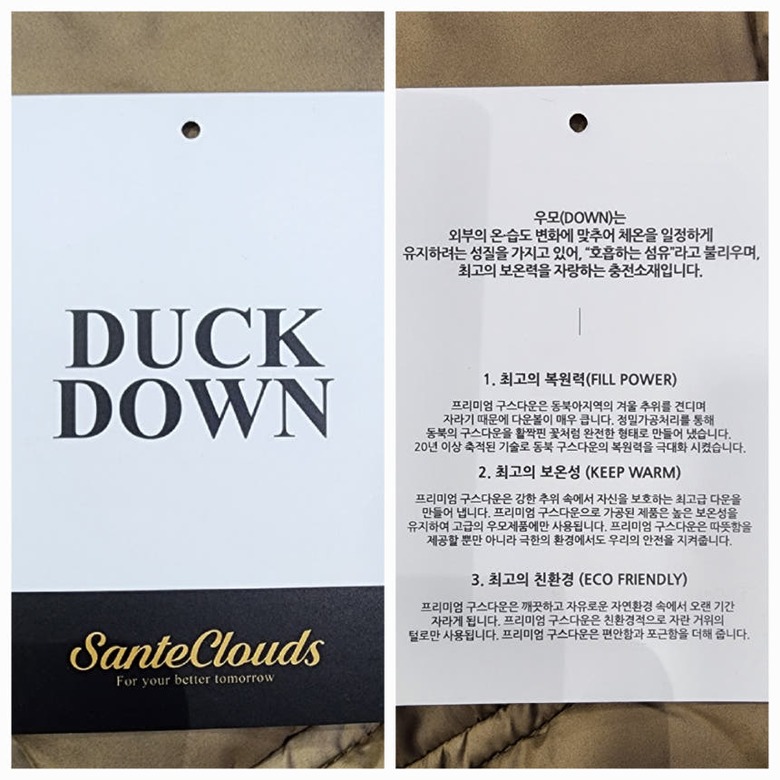 DUCK
DOWN
SanteClouds
For your better tomorrow
우모(DOWN)는
외부의 온·습도 변화에 맞추어 체온을 일정하게
유지하려는 성질을 가지고 있어, “호흡하는 섬유”라고 불리우며,
최고의 보온력을 자랑하는 충전소재입니다.
1. 최고의 복원력(FILL POWER)
프리미엄 구스다운은 동북아지역의 겨울 추위를 견디며
자라기 때문에 다운볼이 매우 큽니다. 정밀가공처리를 통해
동북의 구스다운을 활짝핀 꽃처럼 완전한 형태로 만들어 냈습니다.
20년 이상 축적된 기술로 동북 구스다운의 복원력을 극대화 시켰습니다.
2. 최고의 보온성 (KEEP WARM)
프리미엄 구스다운은 강한 추위 속에서 자신을 보호하는 최고급 다운을
만들어 냅니다. 프리미엄 구스다운으로 가공된 제품은 높은 보온성을
유지하여 고급의 우모제품에만 사용됩니다. 프리미엄 구스다운은 따뜻함을
제공할 뿐만 아니라 극한의 환경에서도 우리의 안전을 지켜줍니다.
3. 최고의 친환경 (ECO FRIENDLY)
프리미엄 구스다운은 깨끗하고 자유로운 자연환경 속에서 오랜 기간
자라게 됩니다. 프리미엄 구스다운은 친환경적으로 자란 거위의
털로만 사용됩니다. 프리미엄 구스다운은 편안함과 포근함을 더해 줍니다.